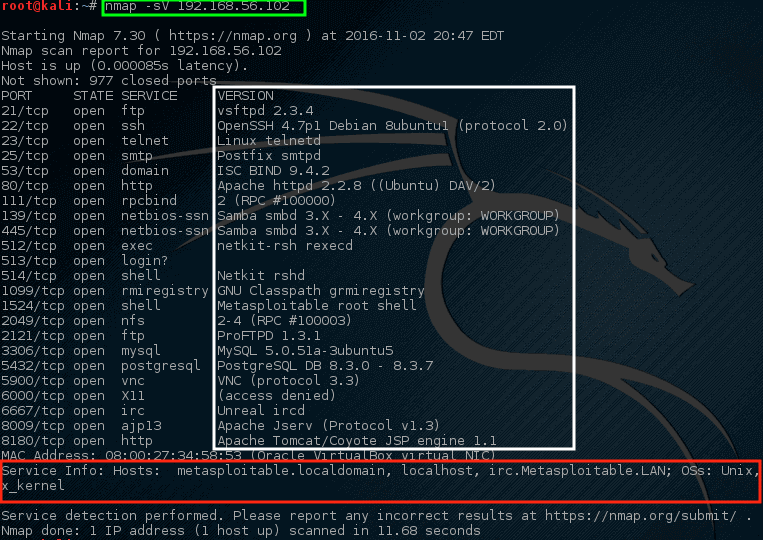 root@kali:~# nmap -sV 192.168.56.102
Starting Nmap 7.30 ( https://nmap.org ) at 2016-11-02 20:47 EDT
Nmap scan report for 192.168.56.102
Host is up (0.000085s latency).
Not shown: 977 closed ports
PORT STATE SERVICE VERSION
21/tcp open ftp vsftpd 2.3.4
22/tcp open ssh OpenSSH 4.7p1 Debian 8ubuntu1 (protocol 2.0)
23/tcp open telnet Linux telnetd
25/tcp open smtp Postfix smtpd
53/tcp open domain ISC BIND 9.4.2
80/tcp open http Apache httpd 2.2.8 ((Ubuntu) DAV/2)
111/tcp open rpcbind 2 (RPC #100000)
139/tcp open netbios-ssn Samba smbd 3.X - 4.X (workgroup: WORKGROUP)
445/tcp open netbios-ssn Samba smbd 3.X - 4.X (workgroup: WORKGROUP)
512/tcp open exec netkit-rsh rexecd
513/tcp open login?
514/tcp open shell Netkit rshd
1099/tcp open rmiregistry GNU Classpath grmiregistry
1524/tcp open shell Metasploitable root shell
2049/tcp open nfs 2-4 (RPC #100003)
2121/tcp open ftp ProFTPD 1.3.1
3306/tcp open mysql MySQL 5.0.51a-3ubuntu5
5432/tcp open postgresql PostgreSQL DB 8.3.0 - 8.3.7
5900/tcp open vnc VNC (protocol 3.3)
6000/tcp open X11 (access denied)
6667/tcp open irc Unreal ircd
8009/tcp open ajp13 Apache Jserv (Protocol v1.3)
8180/tcp open http Apache Tomcat/Coyote JSP engine 1.1
MAC Address: 08:00:27:34:58:53 (Oracle VirtualBox virtual NIC)
Service Info: Hosts:  metasploitable.localdomain, localhost, irc.Metasploitable.LAN; OSs: Unix,
x_kernel
Service detection performed. Please report any incorrect results at https://nmap.org/submit/ .
Nmap done: 1 IP address (1 host up) scanned in 11.68 seconds